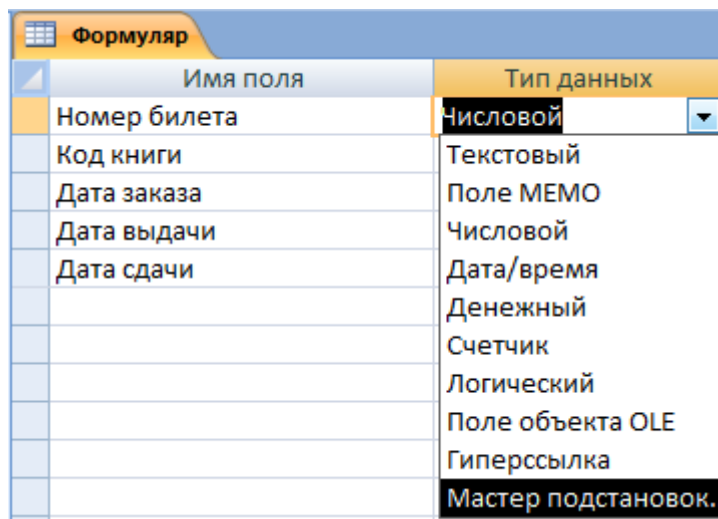 Формуляр
Имя поля Тип данных
Номер билета Числовой
Код книги Текстовый
Дата заказа Поле МЕМО
Дата выдачи Числовой
Дата сдачи Дата/время
Денежный
Счетчик
Логический
Поле объекта OLE
Гиперссылка
Мастер подстановок.